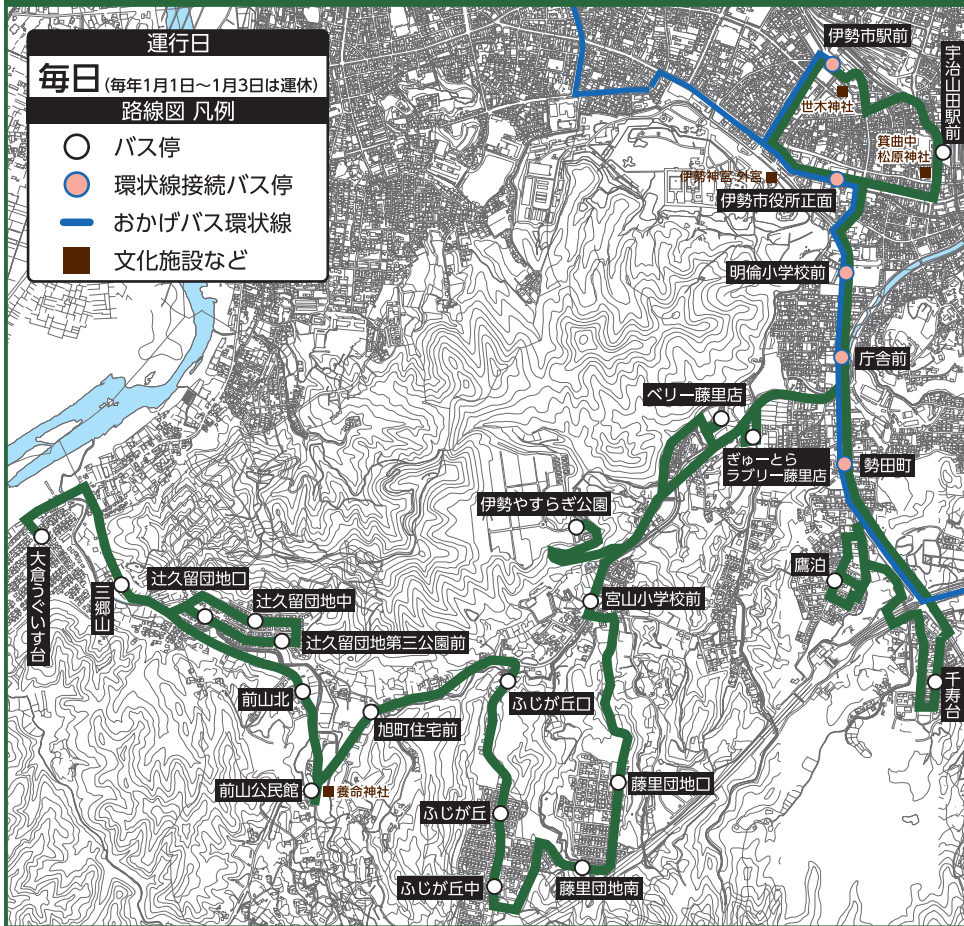 運行日
毎日(毎年1月1日～1月3日は運休)
路線図 凡例
バス停
環状線接続バス停
おかげバス環状線
文化施設など
伊勢市駅前
宇治山田駅前
世木神社
箕曲中
松原神社
伊勢神宮 外宮
伊勢市役所正面
明倫小学校前
庁舎前
ベリー藤里店
ぎゅーとら
ラブリー藤里店
勢田町
伊勢やすらぎ公園
大倉うぐいす台
三郷山
辻久留団地口
辻久留団地中
辻久留団地第三公園前
宮山小学校前
鷹泊
千寿台
前山北
旭町住宅前
ふじが丘口
前山公民館
養命神社
藤里団地口
ふじが丘
ふじが丘中
藤里団地南